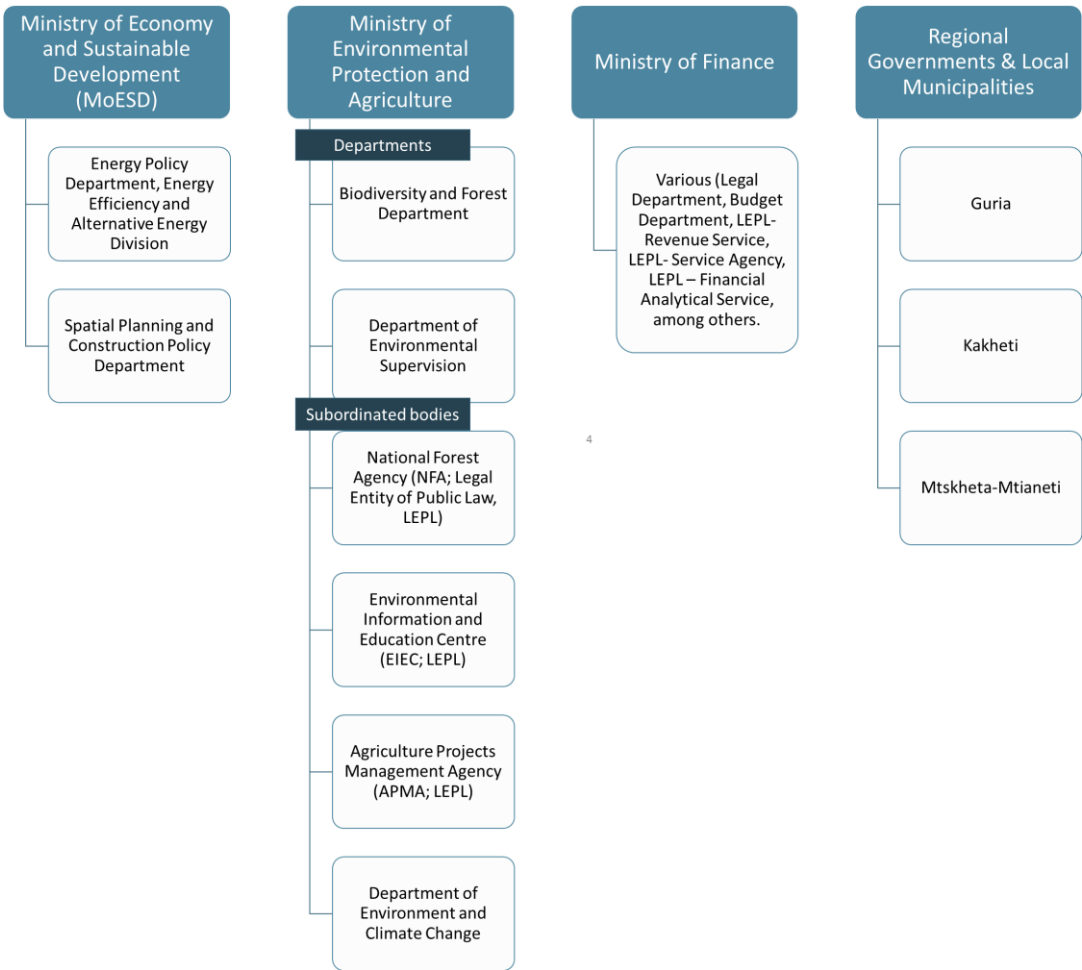 Ministry of Economy
and Sustainable
Development
(MoESD)
Energy Policy
Department, Energy
Efficiency and
Alternative Energy
Division
Spatial Planning and
Construction Policy
Department
Ministry of
Environmental
Protection and
Agriculture
Departments
Biodiversity and Forest
Department
Department of
Environmental
Supervision
Subordinated bodies
National Forest
Agency (NFA; Legal
Entity of Public Law,
LEPL)
Environmental
Information and
Education Centre
(EIEC; LEPL)
Agriculture Projects
Management Agency
(APMA; LEPL)
Department of
Environment and
Climate Change
Ministry of Finance
Various (Legal
Department, Budget
Department, LEPL-
Revenue Service,
LEPL- Service Agency,
LEPL – Financial
Analytical Service,
among others.
4
Regional
Governments & Local
Municipalities
Guria
Kakheti
Mtskheta-Mtianeti